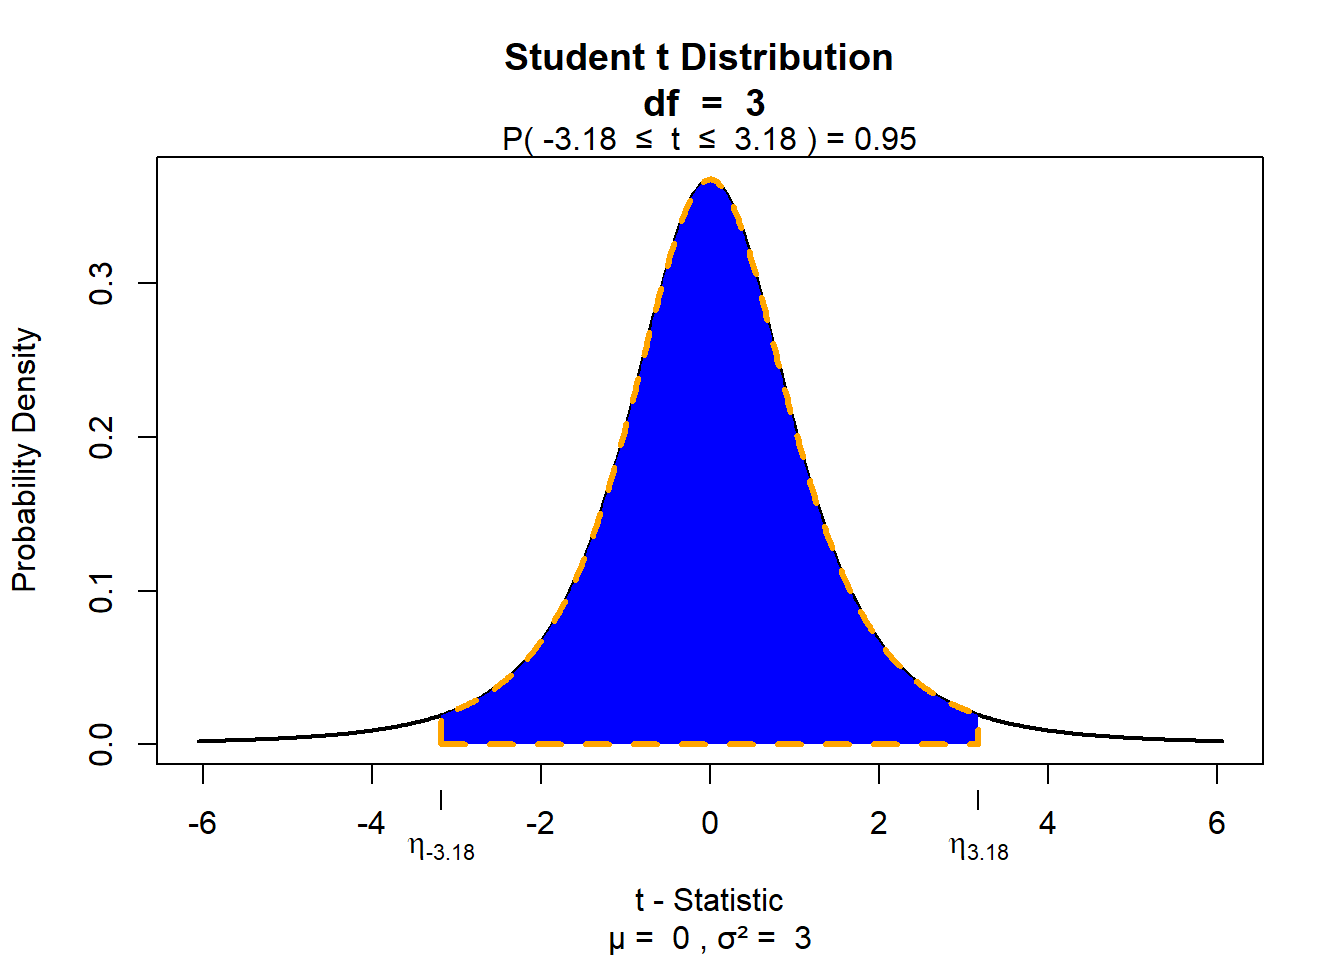 Student t Distribution
df = 3
P( -3.18 ≤ t ≤ 3.18 ) = 0.95
Probability Density
0.3
0.2
0.1
0.0
-6 -4 -2 0 2 4 6
η-3.18 η3.18
t - Statistic
μ = 0 , σ² = 3